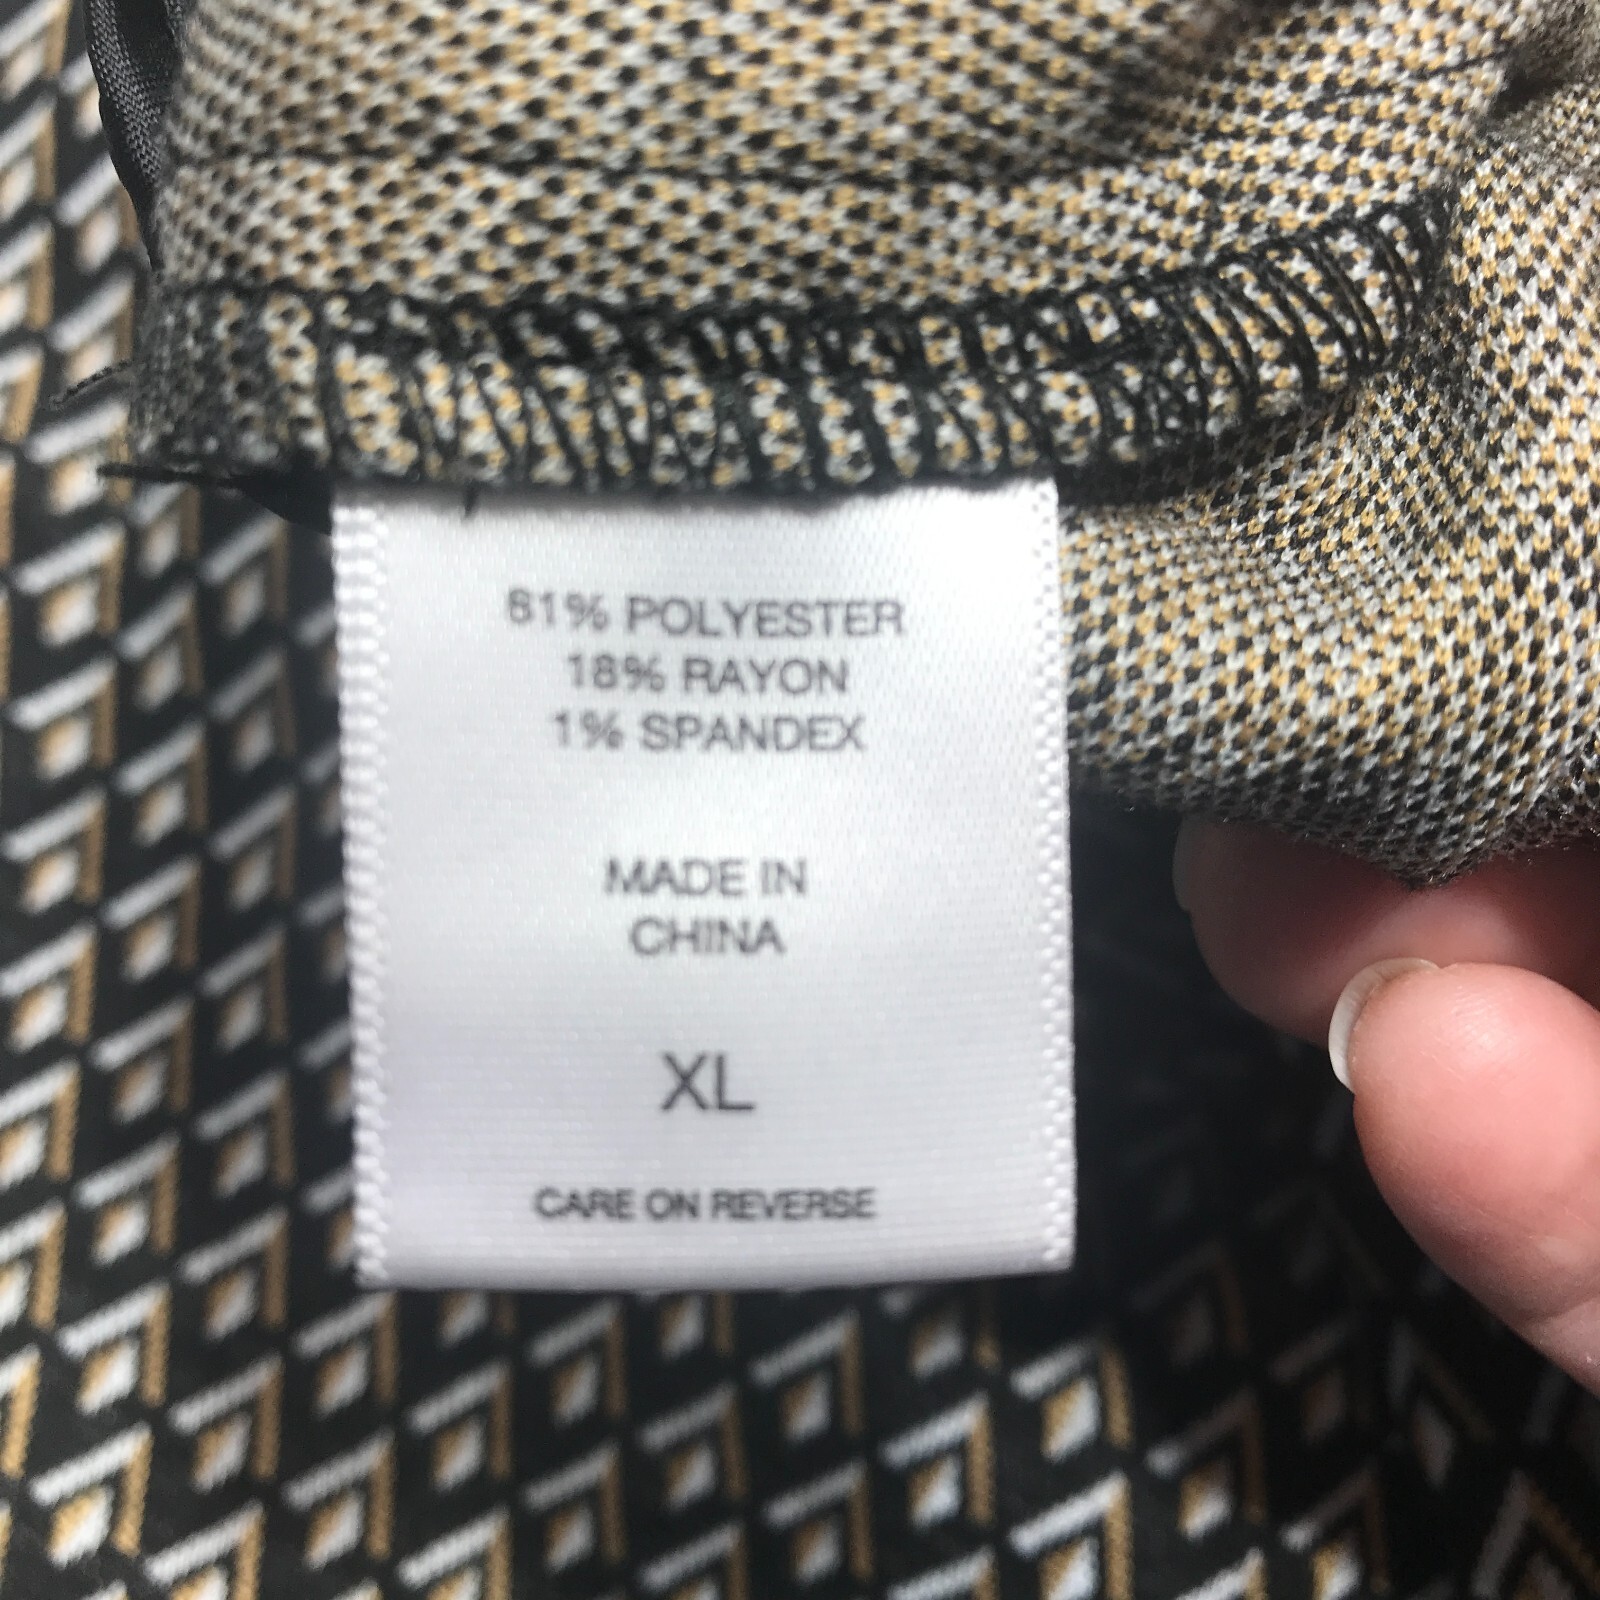 81% POLYESTER
18% RAYON
1% SPANDEX
MADE IN
CHINA
XL
CARE ON REVERSE